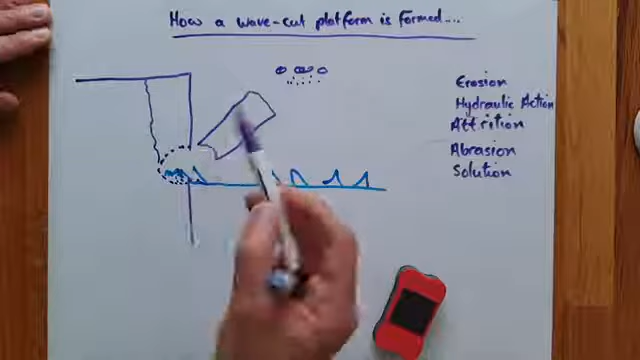 How a wave-cut platform is formed....
Erosion
Hydraulic Action
Attrition
Abrasion
Solution